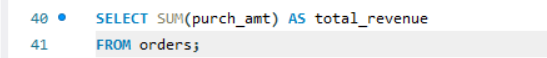 40 SELECT SUM(purch_amt) AS total_revenue
41 FROM orders;